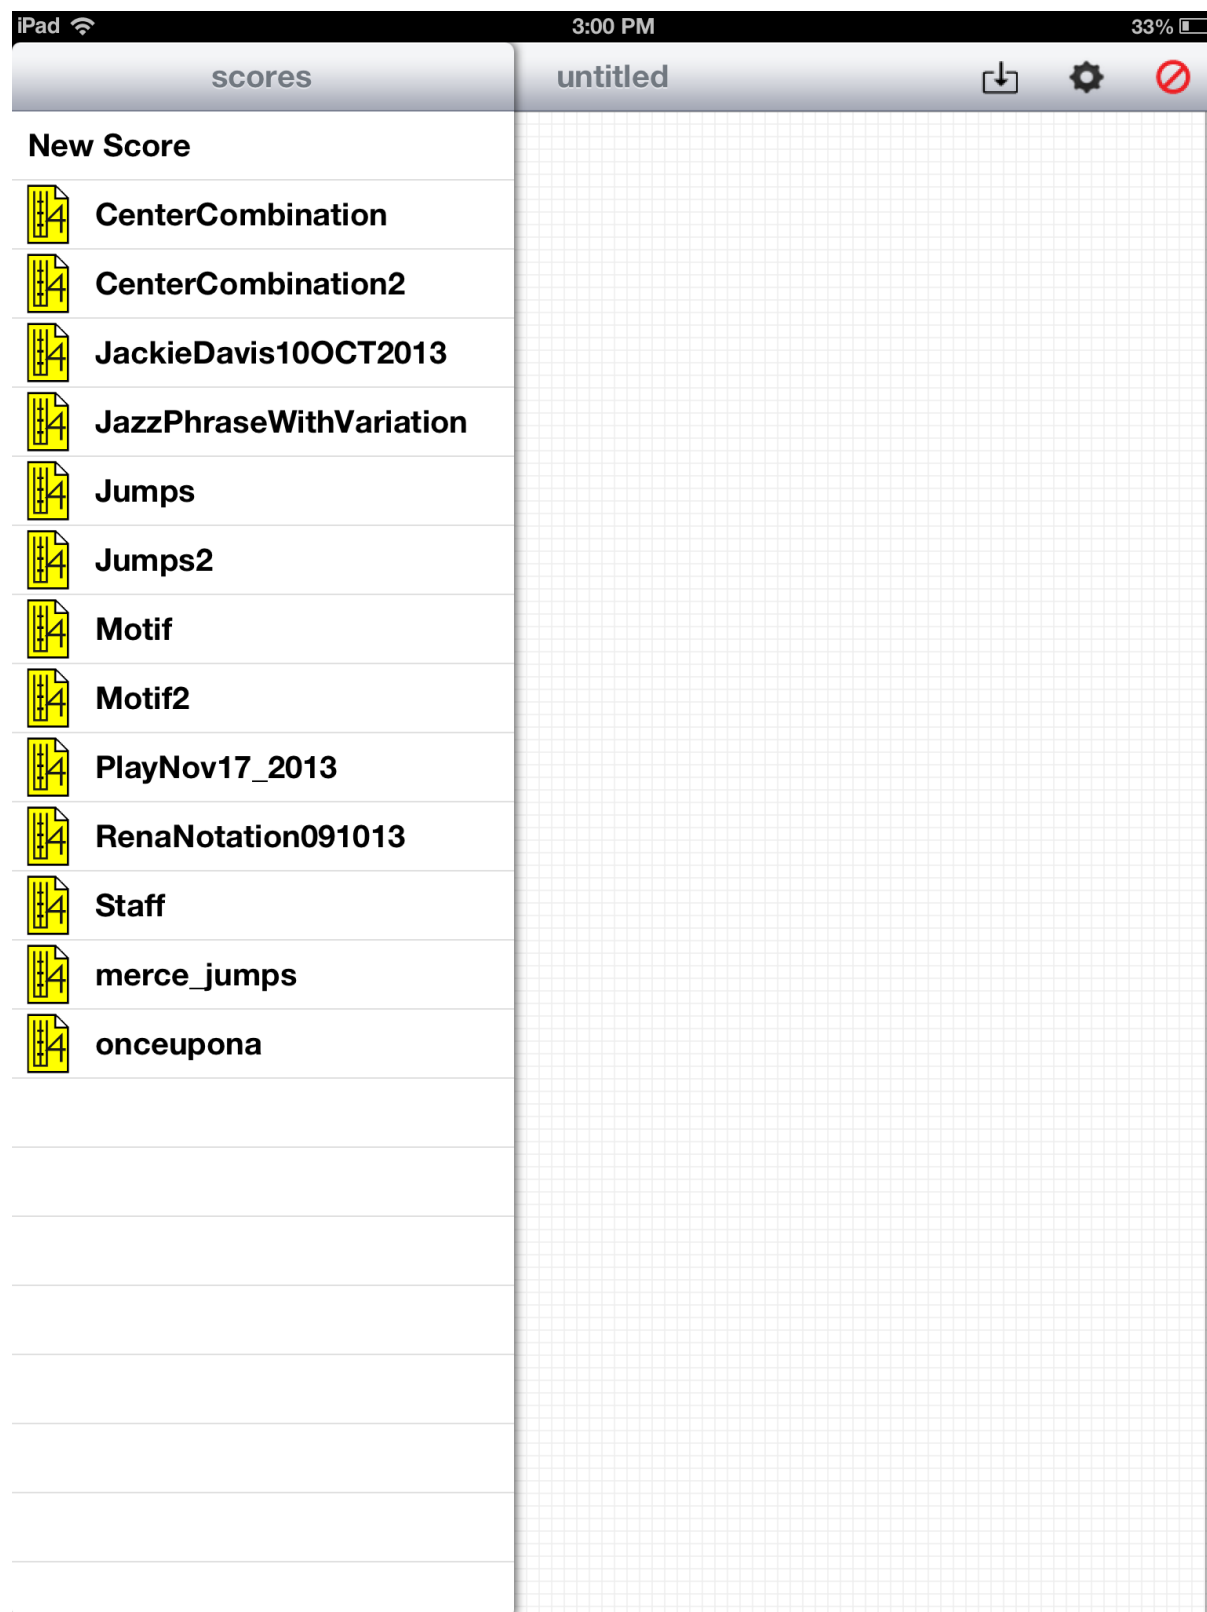 iPad 3:00 PM 33%
scores untitled
New Score
CenterCombination
CenterCombination2
JackieDavis10OCT2013
JazzPhraseWithVariation
Jumps
Jumps2
Motif
Motif2
PlayNov17_2013
RenaNotation091013
Staff
merce_jumps
onceupona